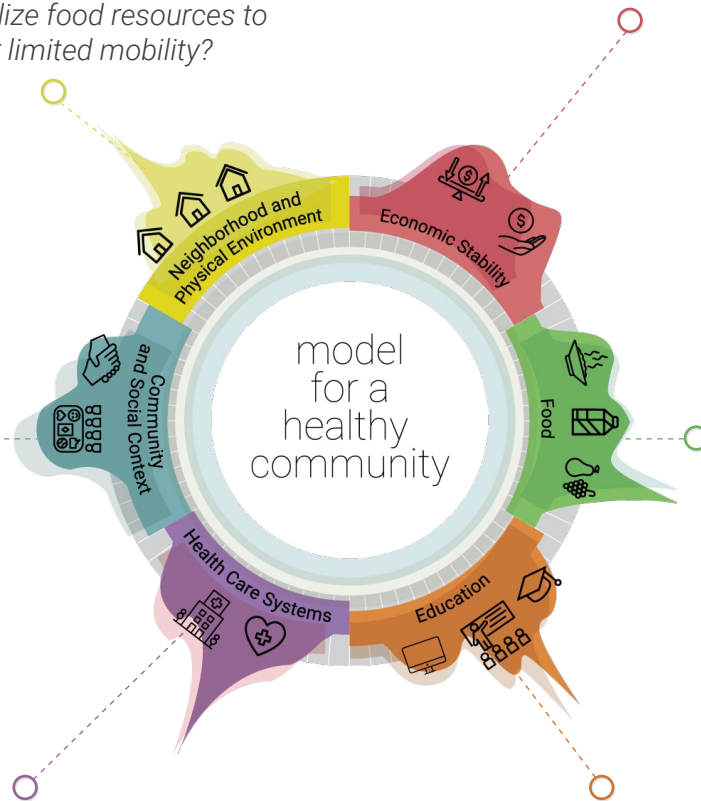 lize food resources to
limited mobility?
Neighborhood and
Physical Environment
Economic Stability
Community
and Social Context
model
for a
healthy
community
Food
Health Care Systems
Education
$
$